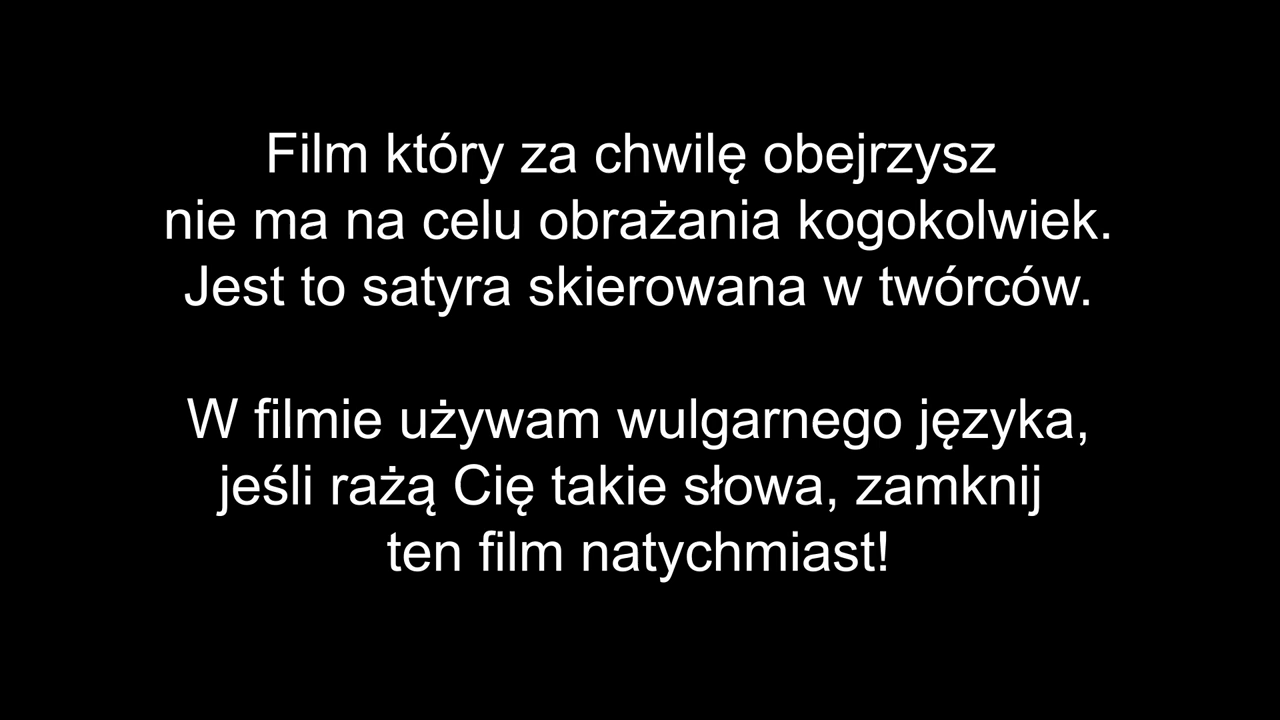 Film który za chwilę obejrzysz
nie ma na celu obrażania kogokolwiek.
Jest to satyra skierowana w twórców.
W filmie używam wulgarnego języka,
jeśli rażą Cię takie słowa, zamknij
ten film natychmiast!